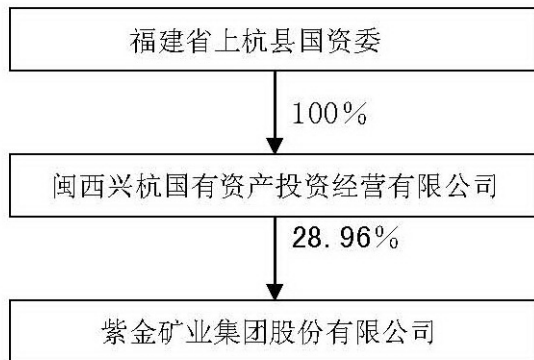 福建省上杭县国资委
100%
闽西兴杭国有资产投资经营有限公司
28.96%
紫金矿业集团股份有限公司